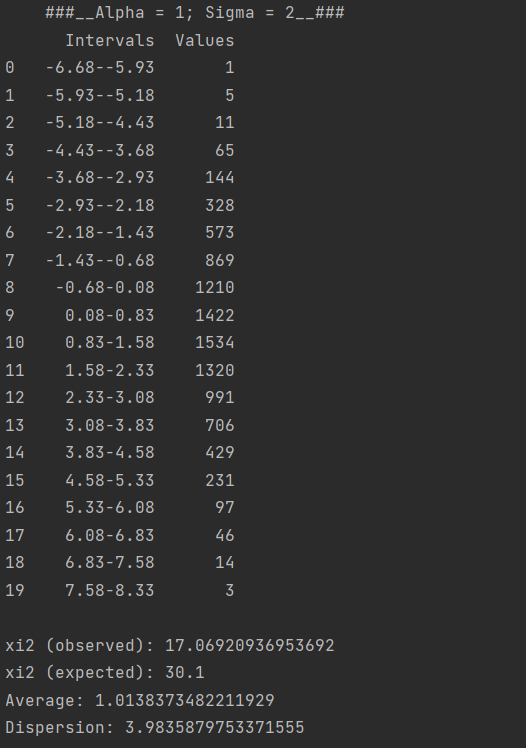 ###__Alpha = 1; Sigma = 2__###
Intervals Values
0 -6.68--5.93 1
1 -5.93--5.18 5
2 -5.18--4.43 11
3 -4.43--3.68 65
4 -3.68--2.93 144
5 -2.93--2.18 328
6 -2.18--1.43 573
7 -1.43--0.68 869
8 -0.68-0.08 1210
9 0.08-0.83 1422
10 0.83-1.58 1534
11 1.58-2.33 1320
12 2.33-3.08 991
13 3.08-3.83 706
14 3.83-4.58 429
15 4.58-5.33 231
16 5.33-6.08 97
17 6.08-6.83 46
18 6.83-7.58 14
19 7.58-8.33 3
xi2 (observed): 17.06920936953692
xi2 (expected): 30.1
Average: 1.0138373482211929
Dispersion: 3.9835879753371555